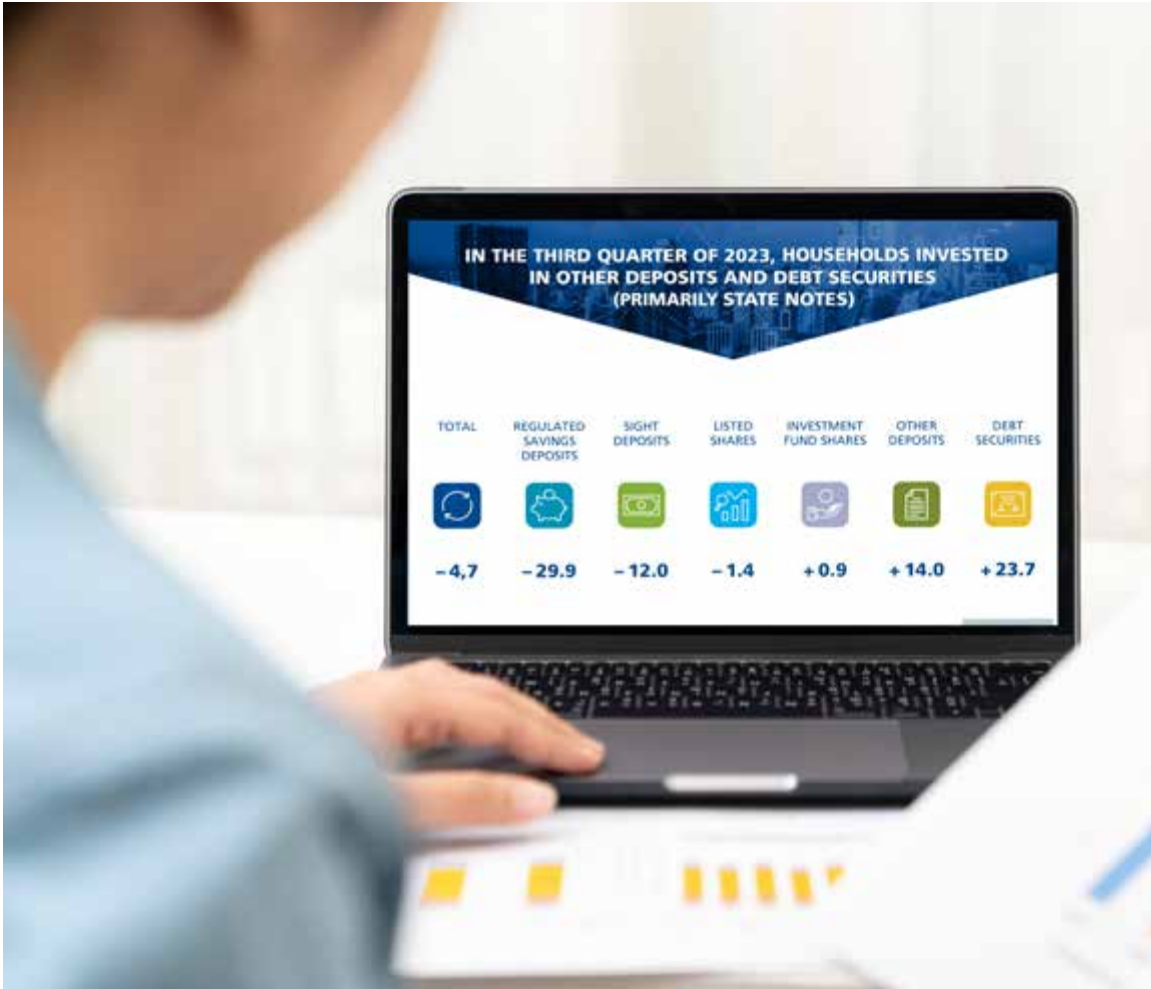 IN THE THIRD QUARTER OF 2023, HOUSEHOLDS INVESTED
IN OTHER DEPOSITS AND DEBT SECURITIES
(PRIMARILY STATE NOTES)
TOTAL
REGULATED
SAVINGS
DEPOSITS
SIGHT
DEPOSITS
LISTED
SHARES
INVESTMENT
FUND SHARES
OTHER
DEPOSITS
DEBT
SECURITIES
–4,7
–29.9
–12.0
–1.4
+0.9
+14.0
+23.7